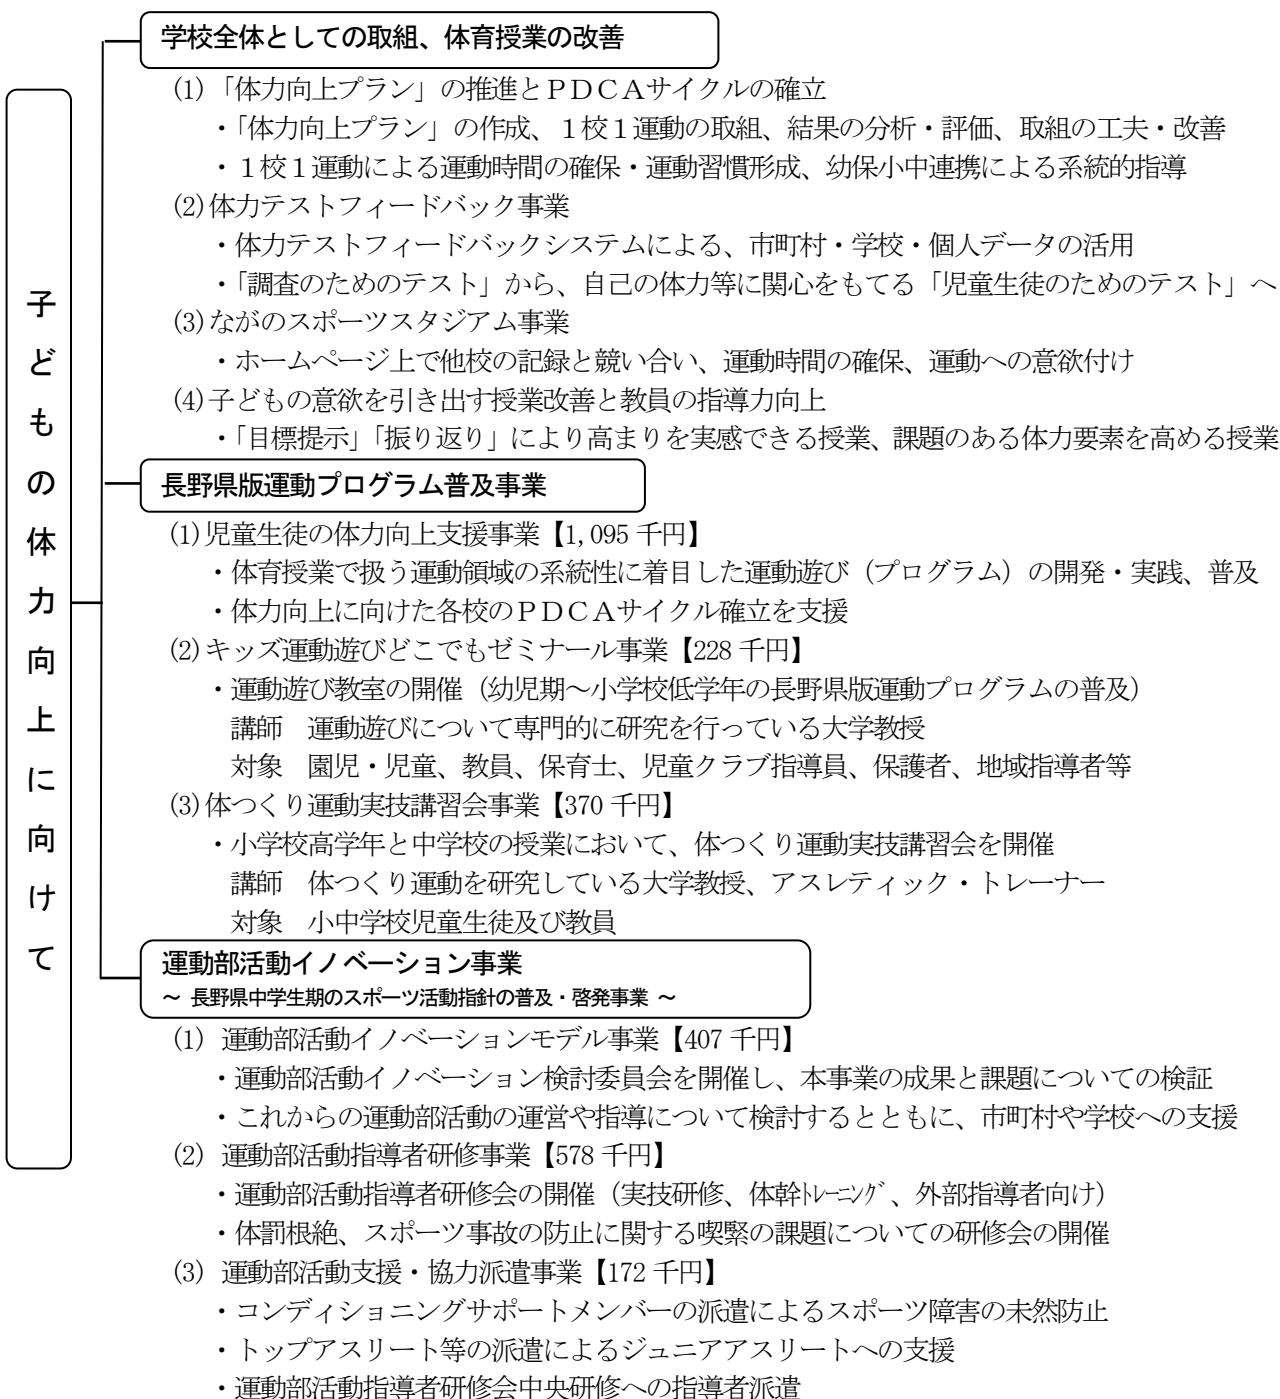 子どもの体力向上に向けて
学校全体としての取組、体育授業の改善
(1)「体力向上プラン」の推進とＰＤＣＡサイクルの確立
・「体力向上プラン」の作成、１校１運動の取組、結果の分析・評価、取組の工夫・改善
・１校１運動による運動時間の確保・運動習慣形成、幼保小中連携による系統的指導
(2)体力テストフィードバック事業
・体力テストフィードバックシステムによる、市町村・学校・個人データの活用
・「調査のためのテスト」から、自己の体力等に関心をもてる「児童生徒のためのテスト」へ
(3)ながのスポーツスタジアム事業
・ホームページ上で他校の記録と競い合い、運動時間の確保、運動への意欲付け
(4)子どもの意欲を引き出す授業改善と教員の指導力向上
・「目標提示」「振り返り」により高まりを実感できる授業、課題のある体力要素を高める授業
長野県版運動プログラム普及事業
(1)児童生徒の体力向上支援事業【1,095 千円】
・体育授業で扱う運動領域の系統性に着目した運動遊び（プログラム）の開発・実践、普及
・体力向上に向けた各校のＰＤＣＡサイクル確立を支援
(2)キッズ運動遊びどこでもゼミナール事業【228 千円】
・運動遊び教室の開催（幼児期～小学校低学年の長野県版運動プログラムの普及）
講師　運動遊びについて専門的に研究を行っている大学教授
対象　園児・児童、教員、保育士、児童クラブ指導員、保護者、地域指導者等
(3)体つくり運動実技講習会事業【370 千円】
・小学校高学年と中学校の授業において、体つくり運動実技講習会を開催
講師　体つくり運動を研究している大学教授、アスレティック・トレーナー
対象　小中学校児童生徒及び教員
運動部活動イノベーション事業
～ 長野県中学生期のスポーツ活動指針の普及・啓発事業 ～
(1) 運動部活動イノベーションモデル事業【407 千円】
・運動部活動イノベーション検討委員会を開催し、本事業の成果と課題についての検証
・これからの運動部活動の運営や指導について検討するとともに、市町村や学校への支援
(2) 運動部活動指導者研修事業【578 千円】
・運動部活動指導者研修会の開催（実技研修、体幹ﾄﾚｰﾆﾝｸﾞ、外部指導者向け）
・体罰根絶、スポーツ事故の防止に関する喫緊の課題についての研修会の開催
(3) 運動部活動支援・協力派遣事業【172 千円】
・コンディショニングサポートメンバーの派遣によるスポーツ障害の未然防止
・トップアスリート等の派遣によるジュニアアスリートへの支援
・運動部活動指導者研修会中央研修への指導者派遣